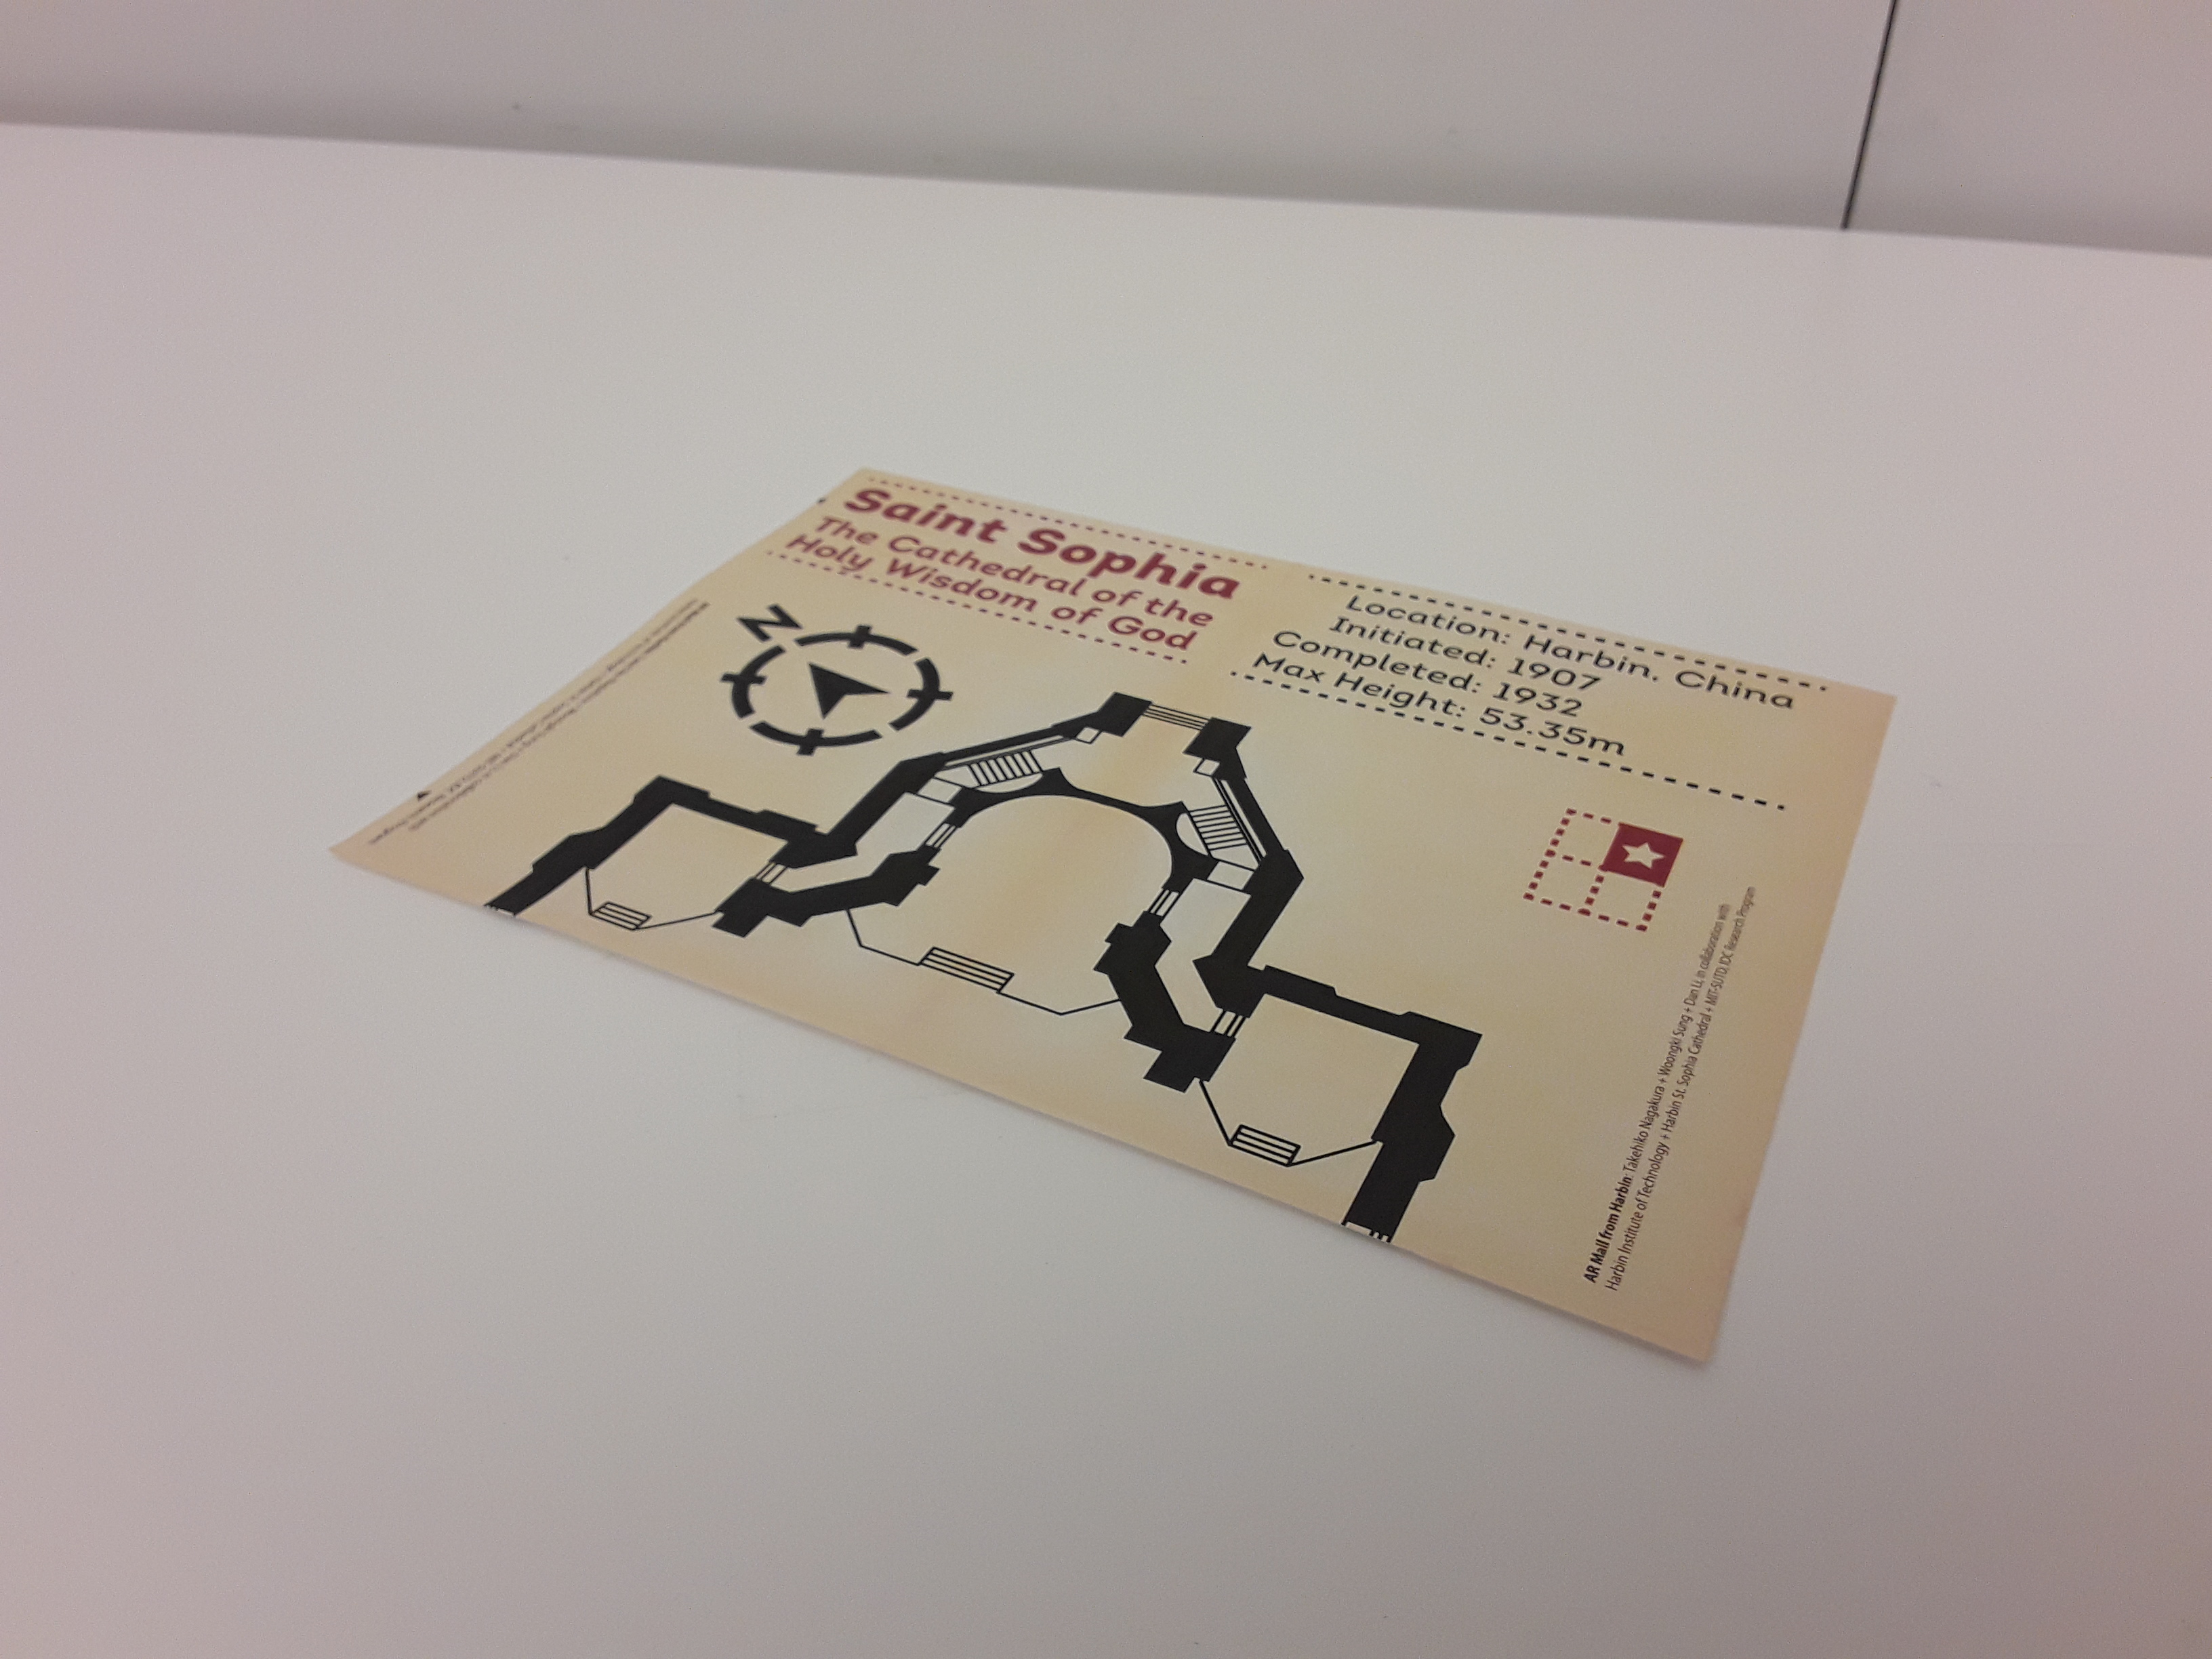 Saint Sophia
The Cathedral of the
Holy Wisdom of God
Location: Harbin, China
Initiated: 1907
Completed: 1932
Max Height: 53.35m
N
AR Mail from Harbin: Takehiko Nagakura + Woongki Sung + Dan Li, in collaboration with
Harbin Institute of Technology + Harbin St. Sophia Cathedral + MIT-SUTD, IDC Research Program